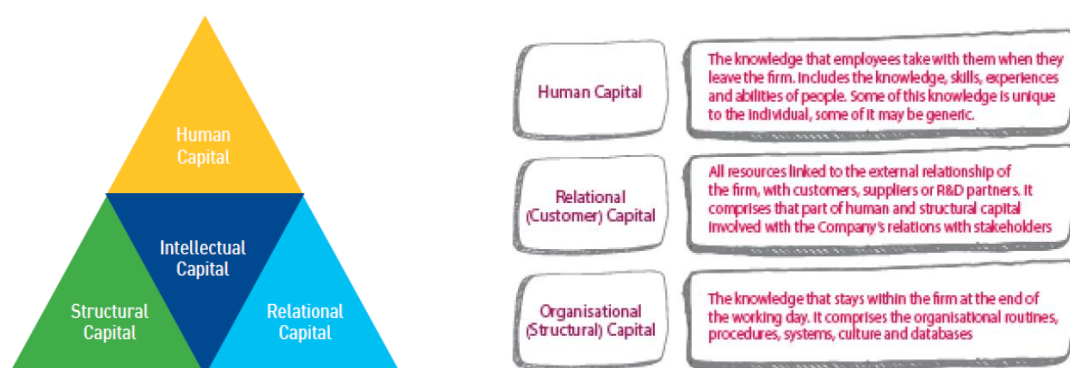 Human
Capital
Intellectual
Capital
Structural
Capital
Relational
Capital
Human Capital
The knowledge that employees take with them when they
leave the firm. Includes the knowledge, skills, experiences
and abilities of people. Some of this knowledge is unique
to the individual, some of it may be generic.
Relational
(Customer) Capital
All resources linked to the external relationship of
the firm, with customers, suppliers or R&D partners. It
comprises that part of human and structural capital
involved with the Company's relations with stakeholders
Organisational
(Structural) Capital
The knowledge that stays within the firm at the end of
the working day. It comprises the organisational routines,
procedures, systems, culture and databases